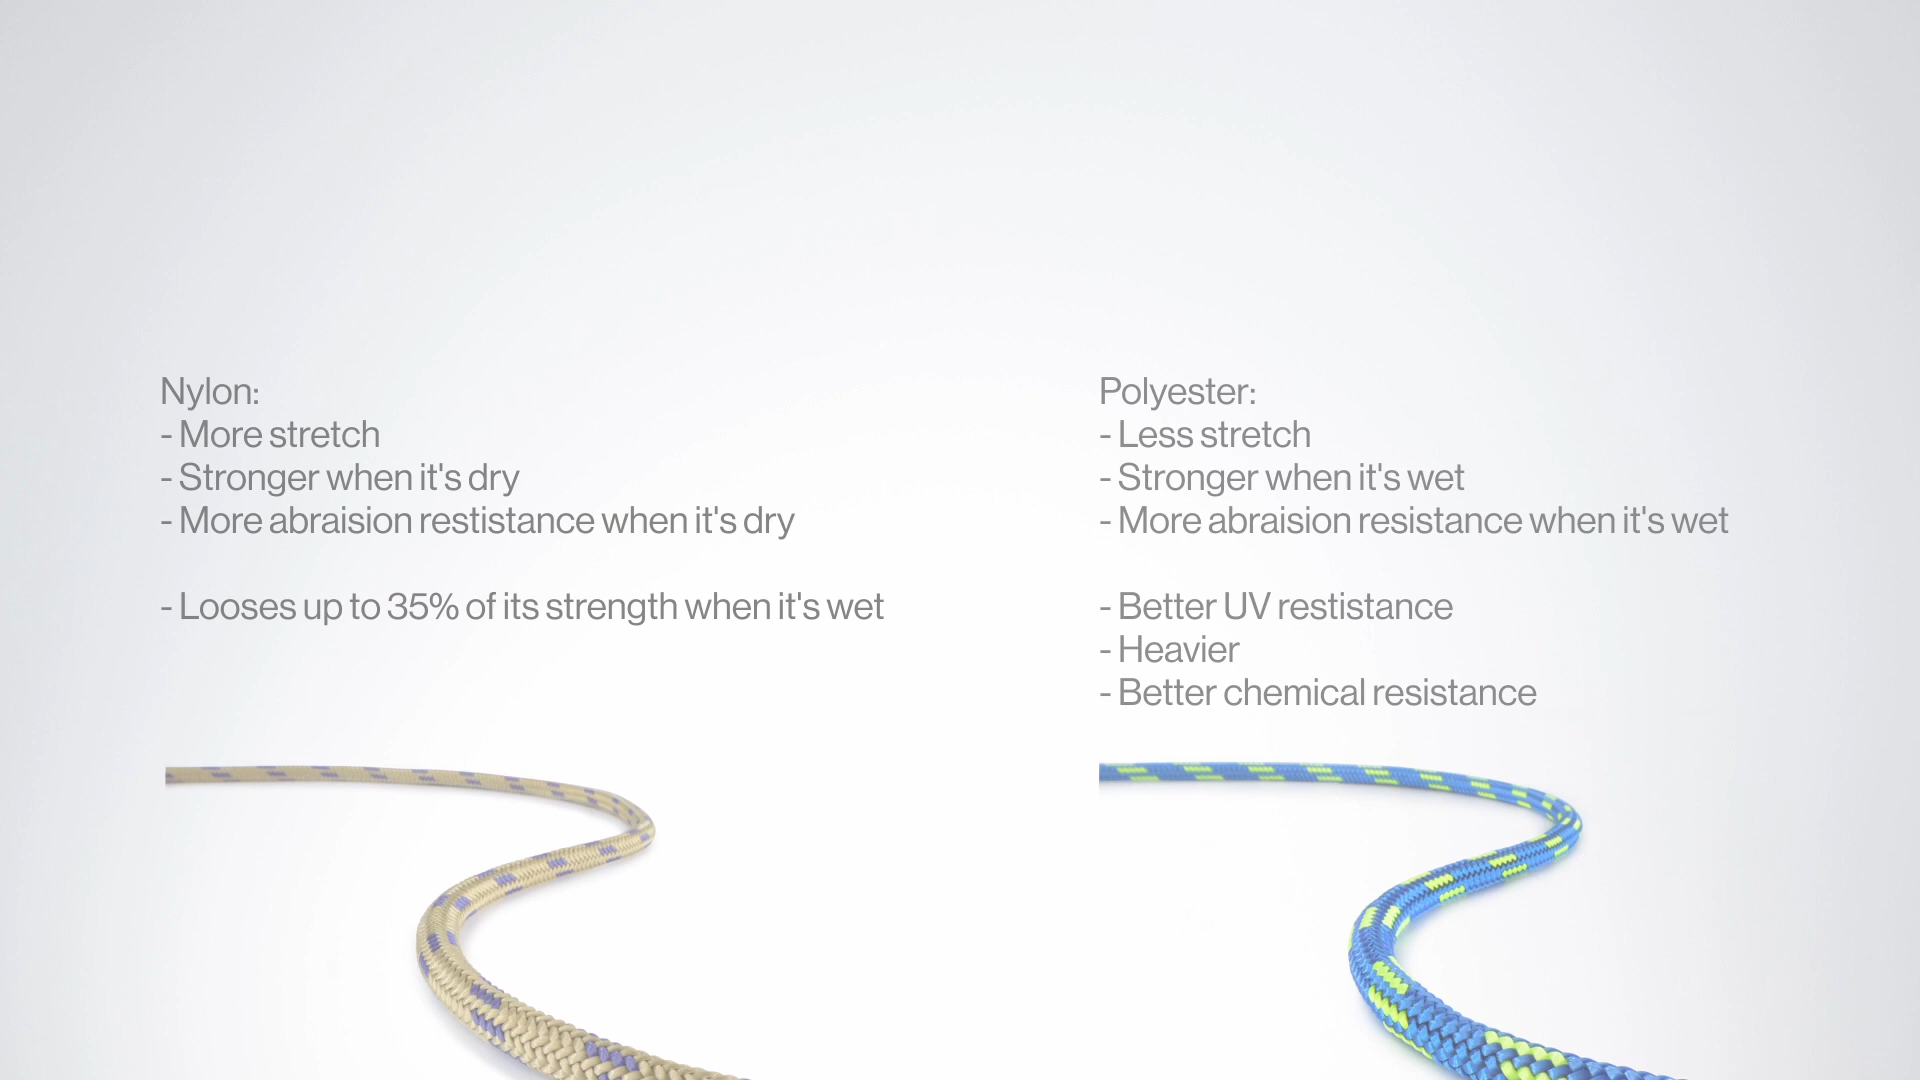 Nylon:
- More stretch
- Stronger when it's dry
- More abraision restistance when it's dry
- Looses up to 35% of its strength when it's wet
Polyester:
- Less stretch
- Stronger when it's wet
- More abraision resistance when it's wet
- Better UV restistance
- Heavier
- Better chemical resistance